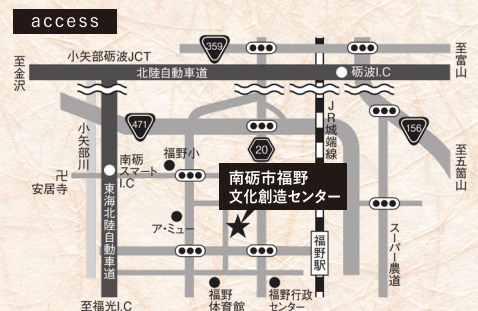 access
359
小矢部砺波JCT
至金沢
北陸自動車道
砺波I.C
至富山
471
JR城端線
156
小矢部川
福野小
20
南砺
スマート
I.C
卍
安居寺
南砺市福野
文化創造センター
至五箇山
東海北陸自動車道
ア・ミュー
福野駅
スーパー農道
至福光I.C
福野
体育館
福野行政
センター